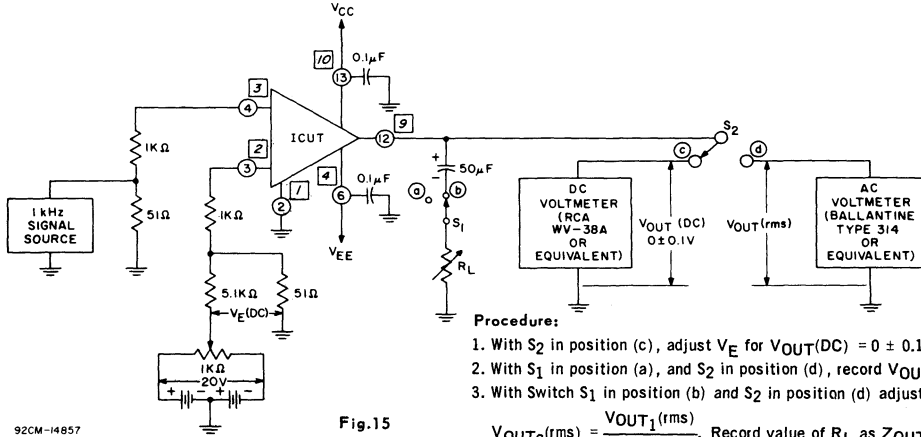 VCC
10
0.1µF
13
3
4
ICUT
2
3
9
12
S2
1KΩ
1
2
4
6
0.1µF
+
50µF
-
a
b
c
d
51Ω
1 kHz
SIGNAL
SOURCE
1KΩ
VEE
S1
RL
DC
VOLTMETER
(RCA
WV-38A
OR
EQUIVALENT)
VOUT (DC)
0±0.1V
VOUT(rms)
AC
VOLTMETER
(BALLANTINE
TYPE 314
OR
EQUIVALENT)
5.1KΩ
51Ω
VE(DC)
1KΩ
20V
+ - + -
92CM-14857
Fig.15
Procedure:
1. With S2 in position (c), adjust VE for VOUT(DC) = 0 ± 0.1
2. With S1 in position (a), and S2 in position (d), record VOU
3. With Switch S1 in position (b) and S2 in position (d) adjust
VOUT1(rms)
VOUT2(rms) = . Record value of RL as ZOUT